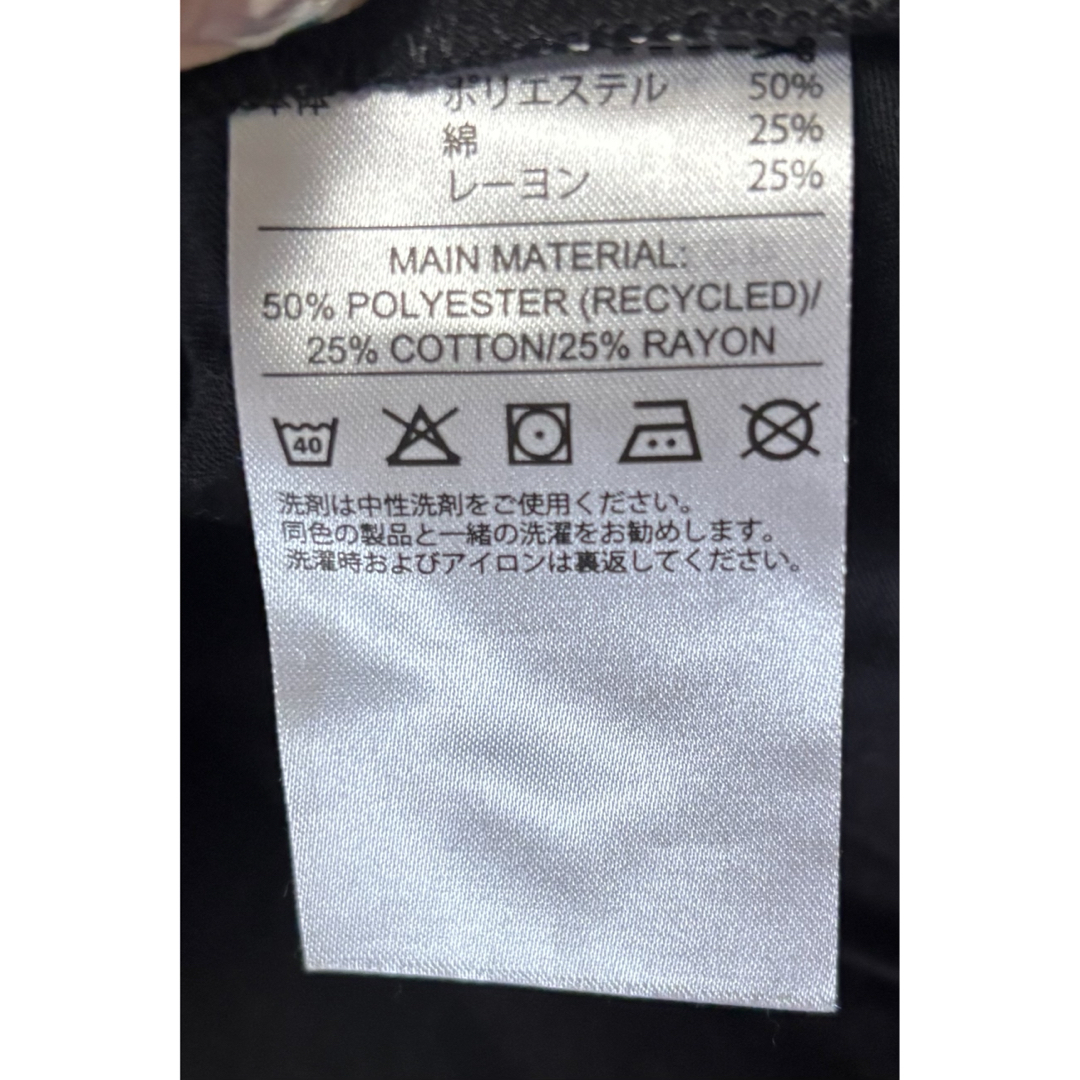 本体 ポリエステル 50%
綿 25%
レーヨン 25%
MAIN MATERIAL:
50% POLYESTER (RECYCLED)/
25% COTTON/25% RAYON
40
洗剤は中性洗剤をご使用ください。
同色の製品と一緒の洗濯をお勧めします。
洗濯時およびアイロンは裏返してください。